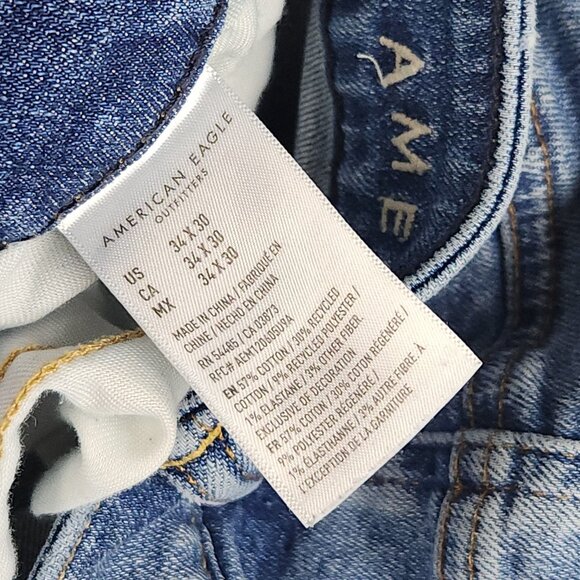 AME
AMERICAN EAGLE
OUTFITTERS
US 34 X 30
CA 34 X 30
MX 34 X 30
MADE IN CHINA / FABRIQUÉ EN
CHINE / HECHO EN CHINA
RN 54485 / CA 03973
RFC# AEM120605U9A
EN 57% COTTON / 30% RECYCLED
COTTON / 9% RECYCLED POLYESTER /
1% ELASTANE / 3% OTHER FIBER
EXCLUSIVE OF DECORATION
FR 57% COTON / 30% COTON RÉGÉNÉRÉ /
9% POLYESTER RÉGÉNÉRÉ /
1% ÉLASTHANNE / 3% AUTRE FIBRE / À
L'EXCEPTION DE LA GARNITURE